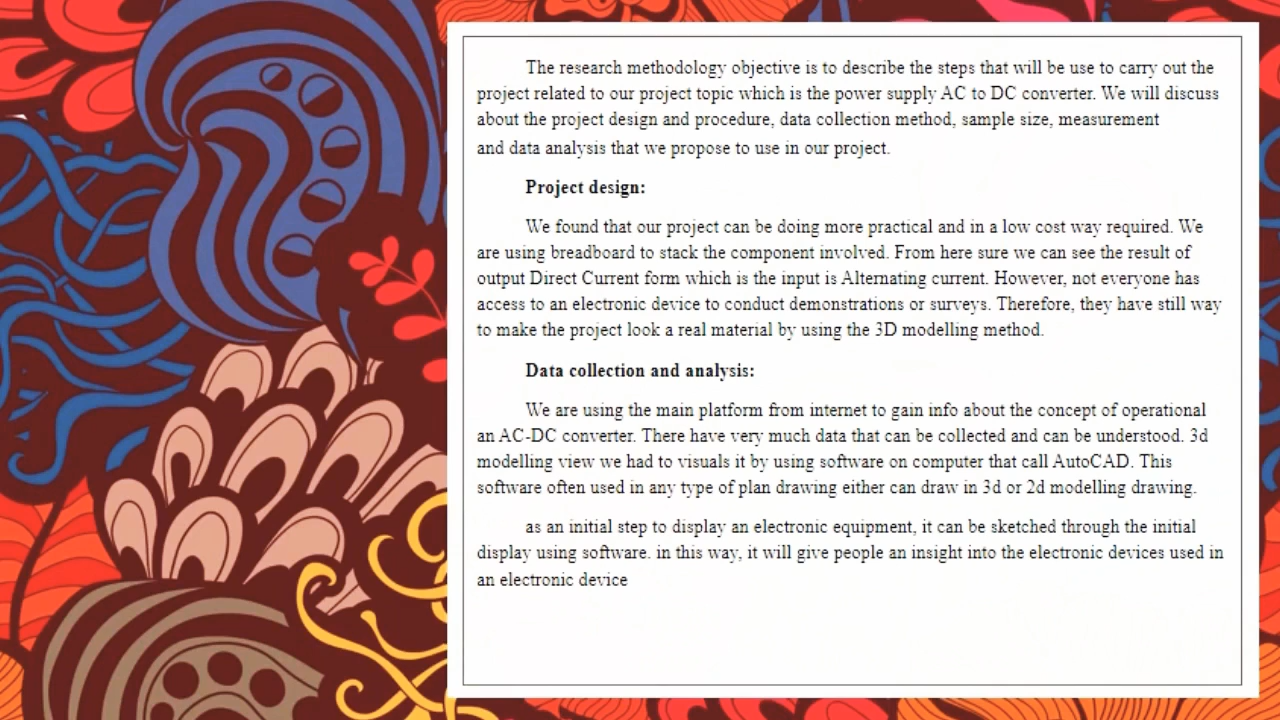 The research methodology objective is to describe the steps that will be use to carry out the
project related to our project topic which is the power supply AC to DC converter. We will discuss
about the project design and procedure, data collection method, sample size, measurement
and data analysis that we propose to use in our project.
Project design:
We found that our project can be doing more practical and in a low cost way required. We
are using breadboard to stack the component involved. From here sure we can see the result of
output Direct Current form which is the input is Alternating current. However, not everyone has
access to an electronic device to conduct demonstrations or surveys. Therefore, they have still way
to make the project look a real material by using the 3D modelling method.
Data collection and analysis:
We are using the main platform from internet to gain info about the concept of operational
an AC-DC converter. There have very much data that can be collected and can be understood. 3d
modelling view we had to visuals it by using software on computer that call AutoCAD. This
software often used in any type of plan drawing either can draw in 3d or 2d modelling drawing.
as an initial step to display an electronic equipment, it can be sketched through the initial
display using software. in this way, it will give people an insight into the electronic devices used in
an electronic device